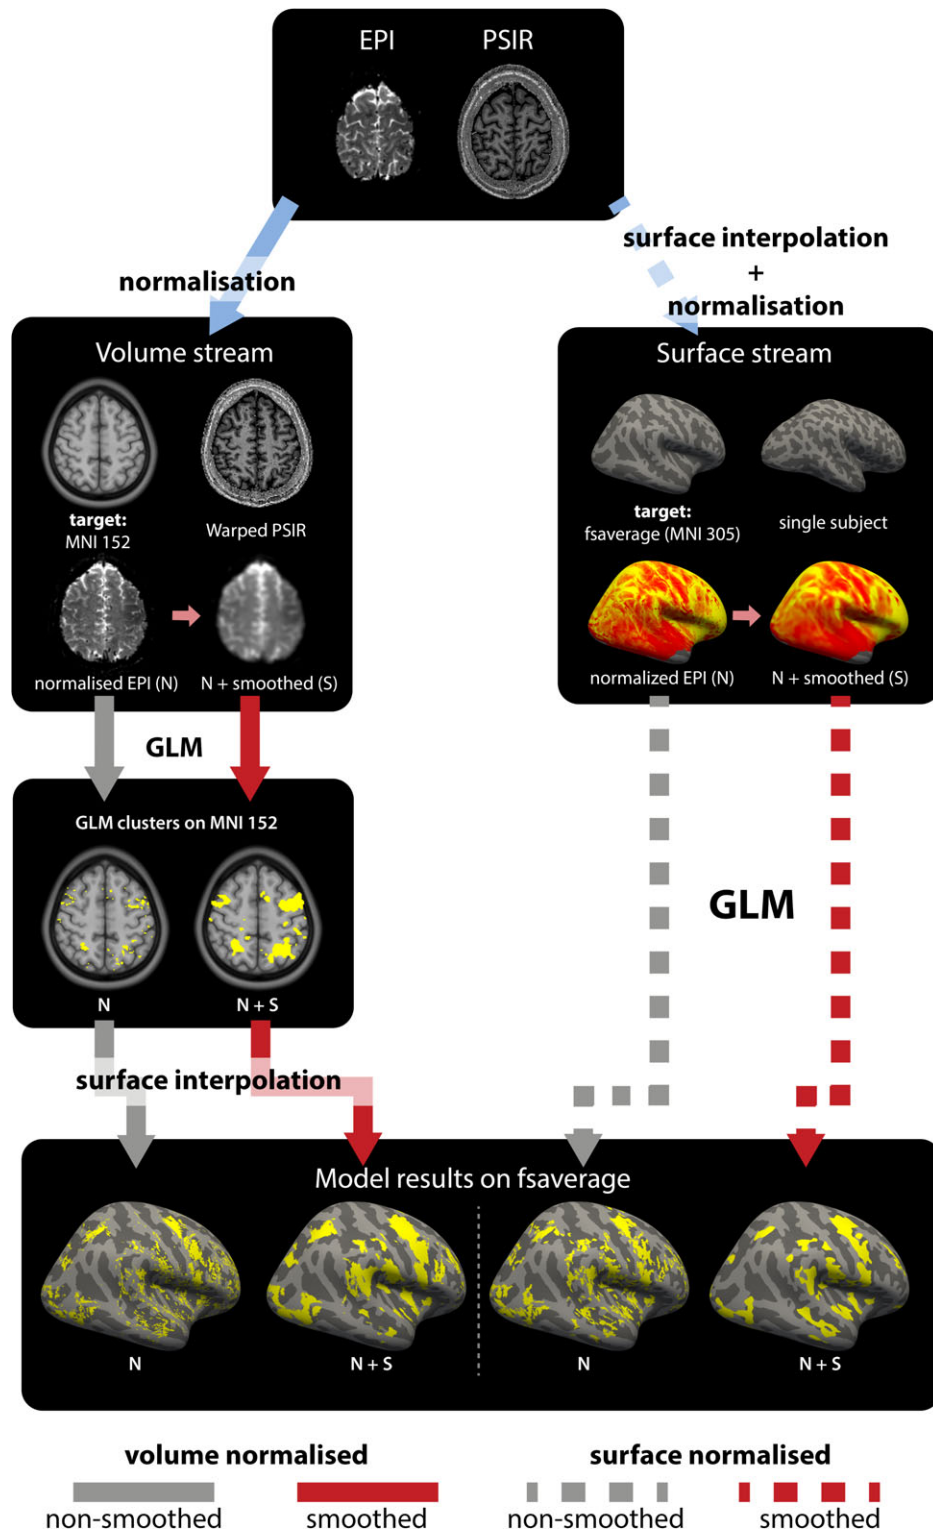 EPI PSIR
surface interpolation
+
normalisation
normalisation
Volume stream
target:
MNI 152
Warped PSIR
normalised EPI (N)
N + smoothed (S)
Surface stream
target:
fsaverage (MNI 305)
single subject
normalized EPI (N)
N + smoothed (S)
GLM
GLM clusters on MNI 152
N
N + S
GLM
surface interpolation
Model results on fsaverage
N
N + S
N
N + S
volume normalised
surface normalised
non-smoothed
smoothed
non-smoothed
smoothed